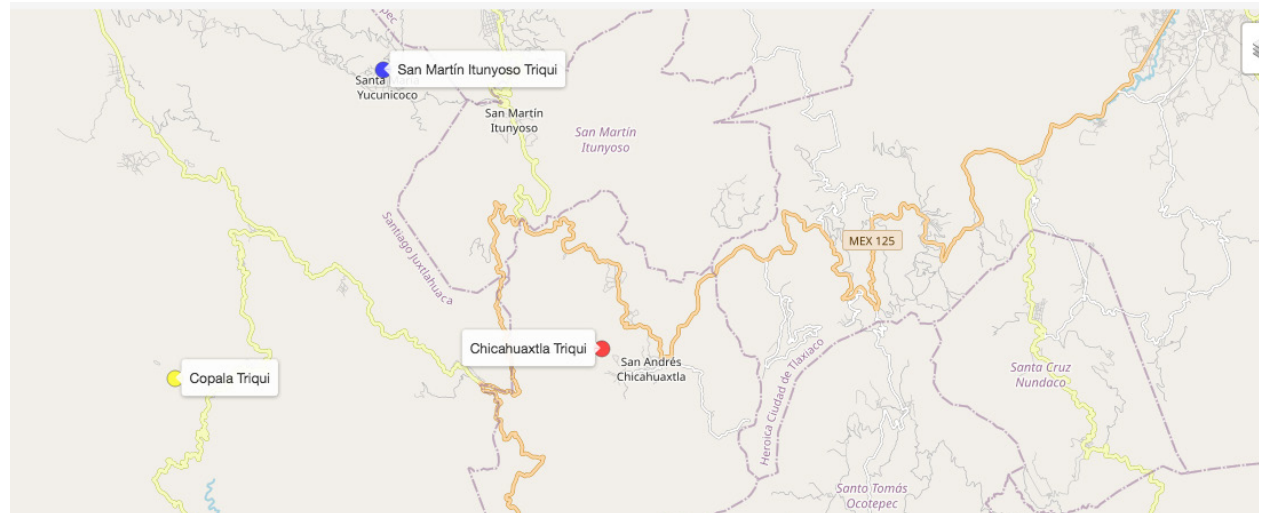 San Martín Itunyoso Triqui
Yucunicoco
San Martín
Itunyoso
San Martín
Itunyoso
Santiago Juxtlahuaca
MEX 125
Chicahuaxtla Triqui
San Andrés
Chicahuaxtla
Copala Triqui
Heroica Ciudad de Tlaxiaco
Santa Cruz
Nundaco
Santo Tomás
Ocotepec